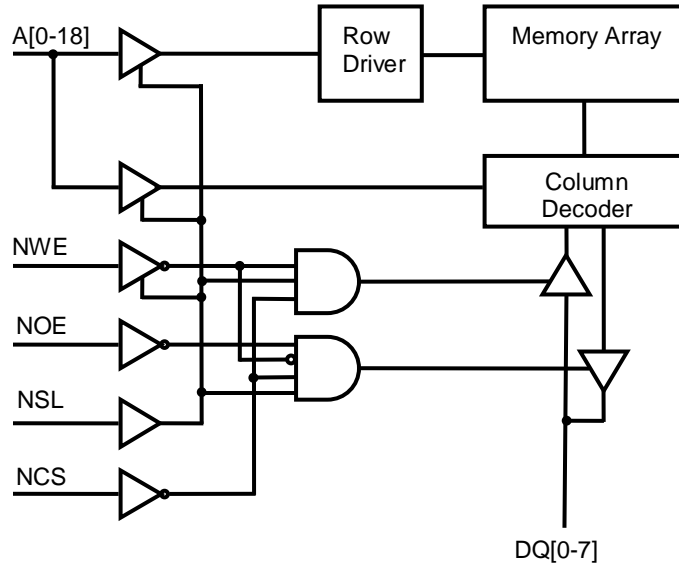 A[0-18]
Row
Driver
Memory Array
Column
Decoder
NWE
NOE
NSL
NCS
DQ[0-7]